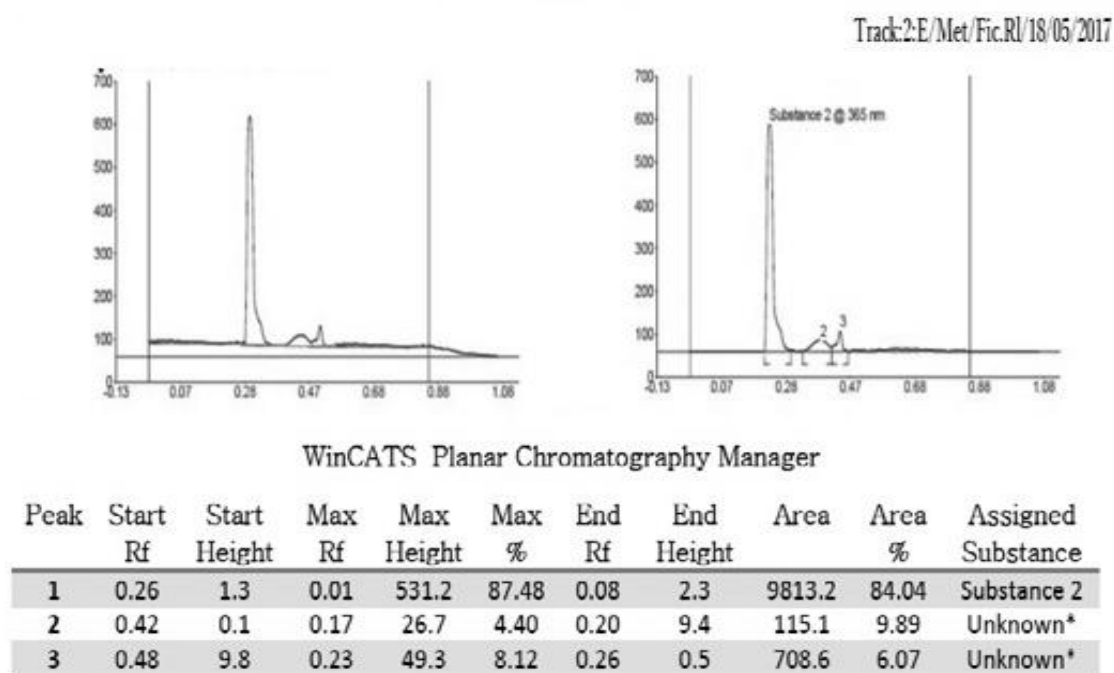 Track:2:E/Met/Fic.Rl/18/05/2017
700
600
500
400
300
200
100
0
-0.13 0.07 0.26 0.47 0.68 0.88 1.08
700
600
500
400
300
200
100
0
Substance 2 @ 365 nm
2
3
-0.13 0.07 0.26 0.47 0.68 0.88 1.08
WinCATS Planar Chromatography Manager
Peak Start Start Max Max Max End End Area Area Assigned
Rf Height Rf Height % Rf Height % Substance
1 0.26 1.3 0.01 531.2 87.48 0.08 2.3 9813.2 84.04 Substance 2
2 0.42 0.1 0.17 26.7 4.40 0.20 9.4 115.1 9.89 Unknown*
3 0.48 9.8 0.23 49.3 8.12 0.26 0.5 708.6 6.07 Unknown*